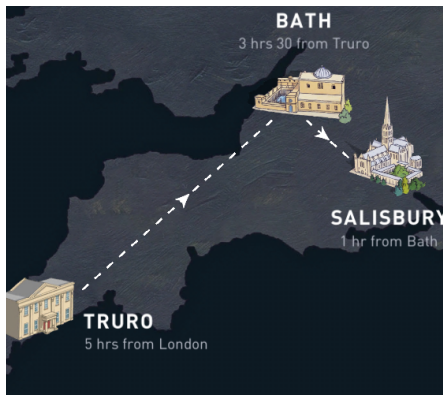 BATH
3 hrs 30 from Truro
SALISBURY
1 hr from Bath
TRURO
5 hrs from London